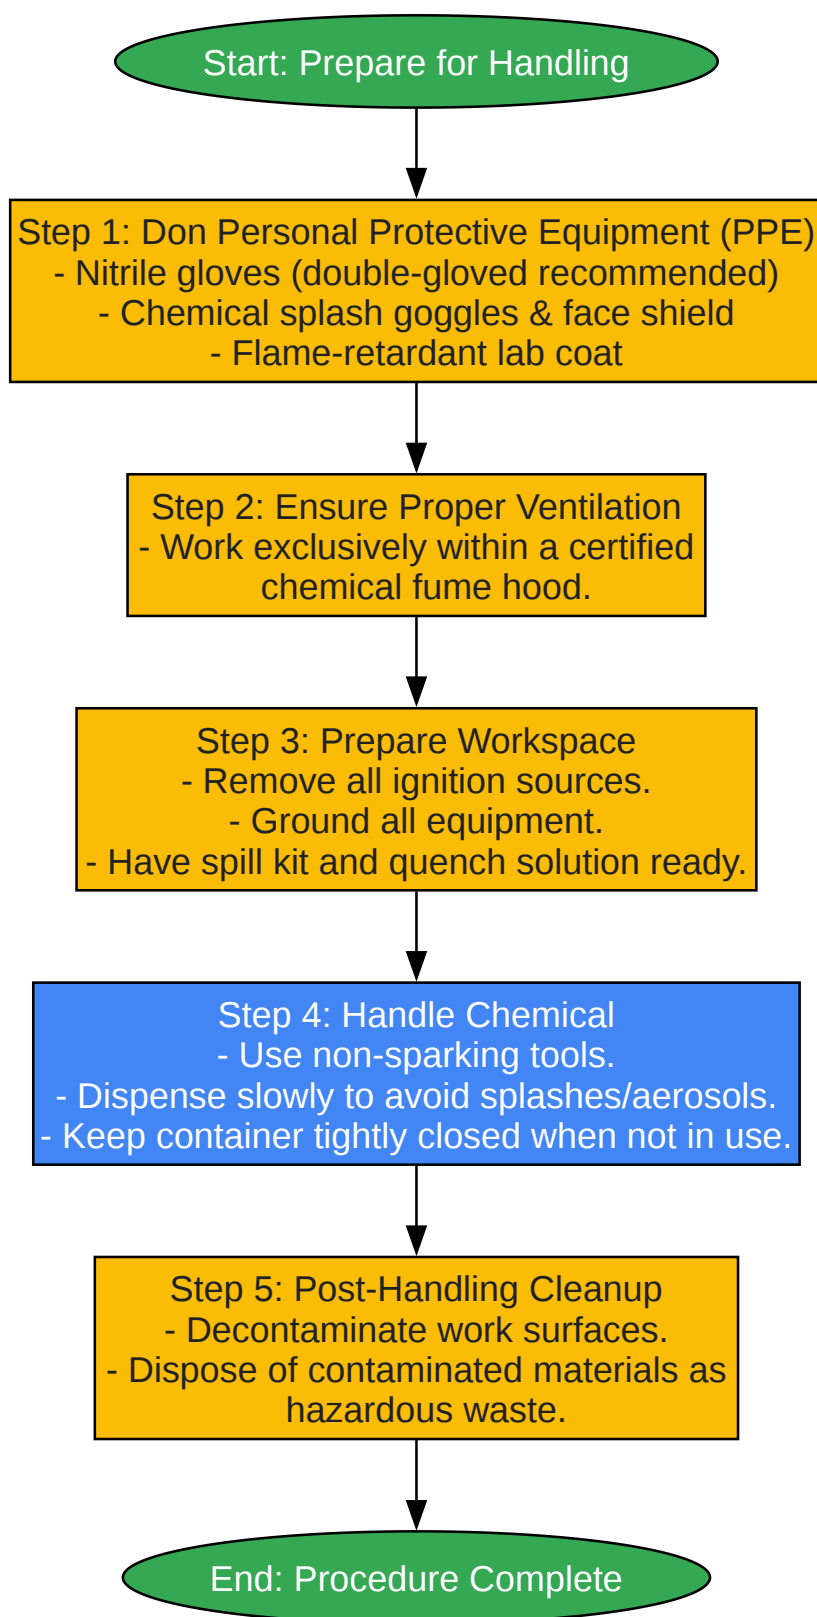 Start: Prepare for Handling
Step 1: Don Personal Protective Equipment (PPE)
- Nitrile gloves (double-gloved recommended)
- Chemical splash goggles & face shield
- Flame-retardant lab coat
Step 2: Ensure Proper Ventilation
- Work exclusively within a certified
chemical fume hood.
Step 3: Prepare Workspace
- Remove all ignition sources.
- Ground all equipment.
- Have spill kit and quench solution ready.
Step 4: Handle Chemical
- Use non-sparking tools.
- Dispense slowly to avoid splashes/aerosols.
- Keep container tightly closed when not in use.
Step 5: Post-Handling Cleanup
- Decontaminate work surfaces.
- Dispose of contaminated materials as
hazardous waste.
End: Procedure Complete